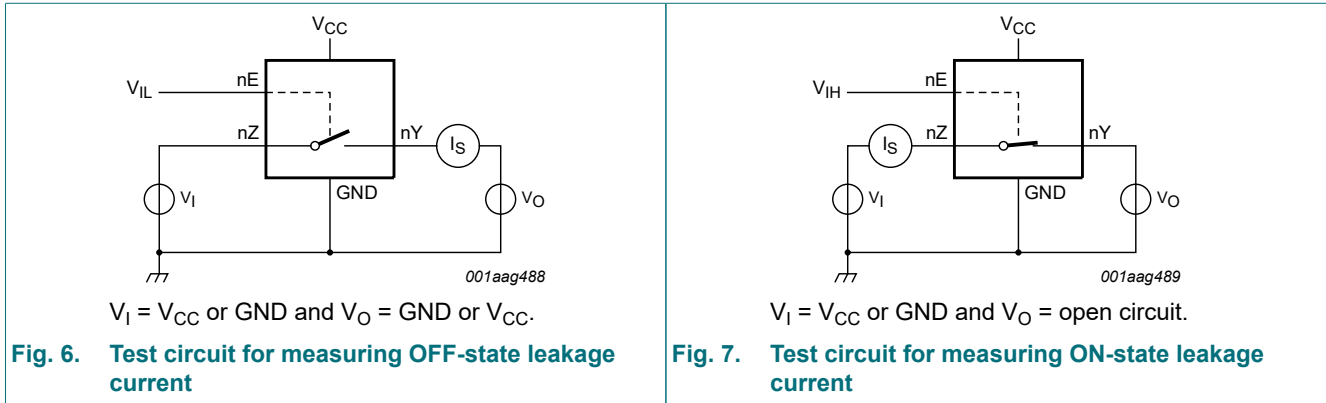 VCC
nE
VIL
nZ
nY
IS
VI
GND
VO
001aag488
VI = VCC or GND and VO = GND or VCC.
Fig. 6. Test circuit for measuring OFF-state leakage
current
VCC
nE
VIH
nZ
nY
IS
VI
GND
VO
001aag489
VI = VCC or GND and VO = open circuit.
Fig. 7. Test circuit for measuring ON-state leakage
current